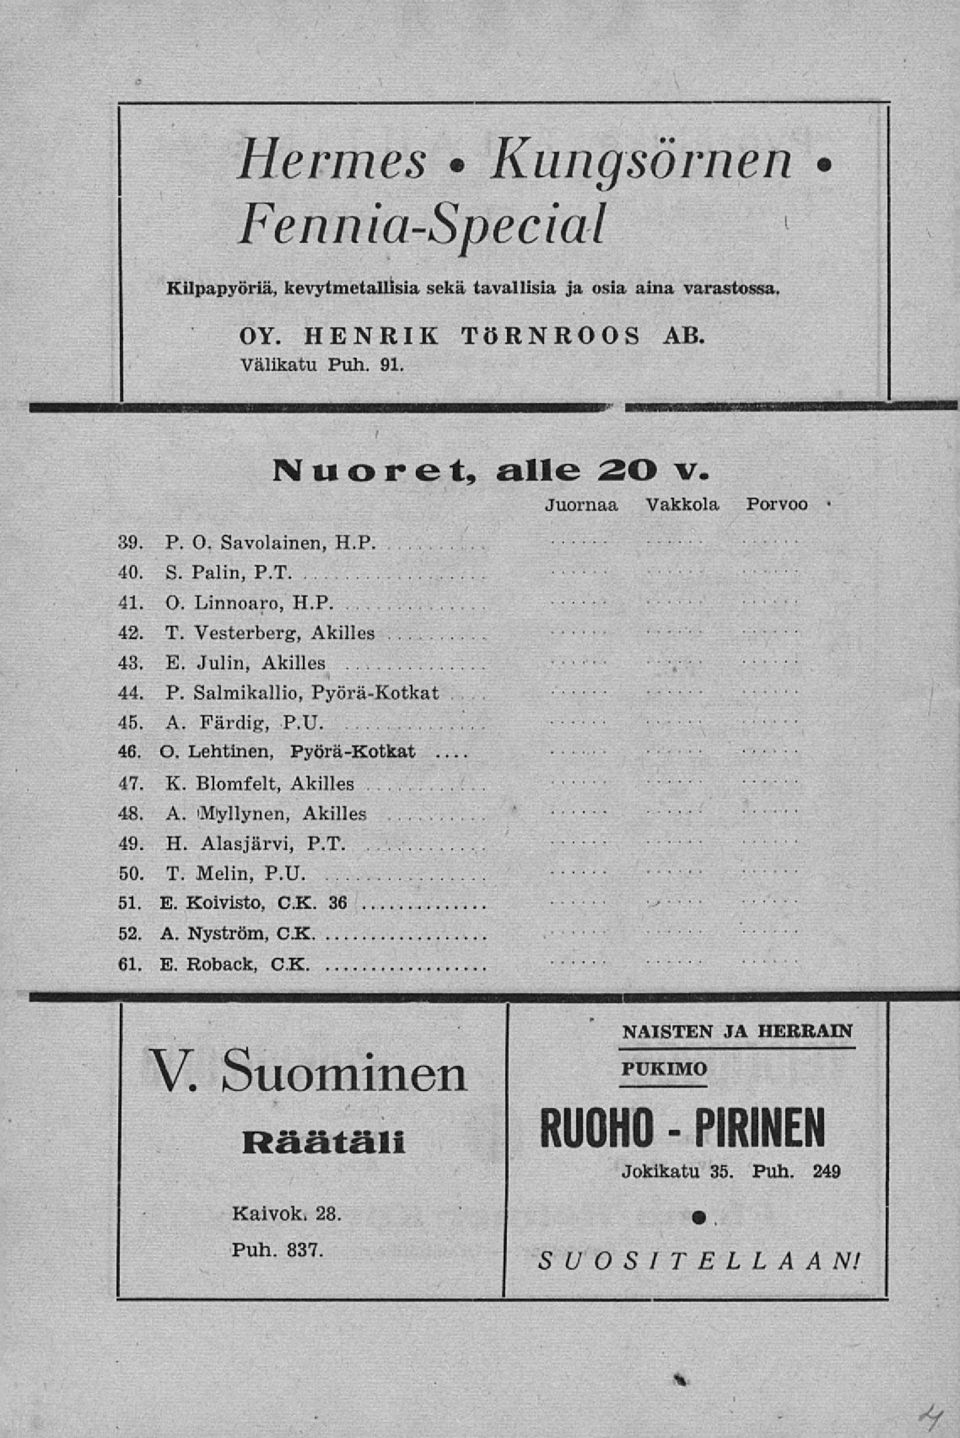 Hermes • Kungsörnen •
Fennia-Special
Kilpapyöriä, kevytmetallisia sekä tavallisia ja osia aina varastossa.
OY. HENRIK TÖRNROOS AB.
Välikatu Puh. 91.
Nuoret, alle 20 v.
Juornaa Vakkola Porvoo
39. P. O. Savolainen, H.P. ............
40. S. Palin, P.T. ............
41. O. Linnoaro, H.P. ............
42. T. Vesterberg, Akilles ............
43. E. Julin, Akilles ............
44. P. Salmikallio, Pyörä-Kotkat ....
45. A. Färdig, P.U. ............
46. O. Lehtinen, Pyörä-Kotkat ....
47. K. Blomfelt, Akilles ............
48. A. Myllynen, Akilles ............
49. H. Alasjärvi, P.T. ............
50. T. Melin, P.U. ............
51. E. Koivisto, C.K. 36 ..............
52. A. Nyström, C.K. ..................
61. E. Roback, C.K. ..................
V. Suominen
Räätäli
Kaivok. 28.
Puh. 837.
NAISTEN JA HERRAIN
PUKIMO
RUOHO - PIRINEN
Jokikatu 35. Puh. 249
•
SUOSITELLAAN!
4